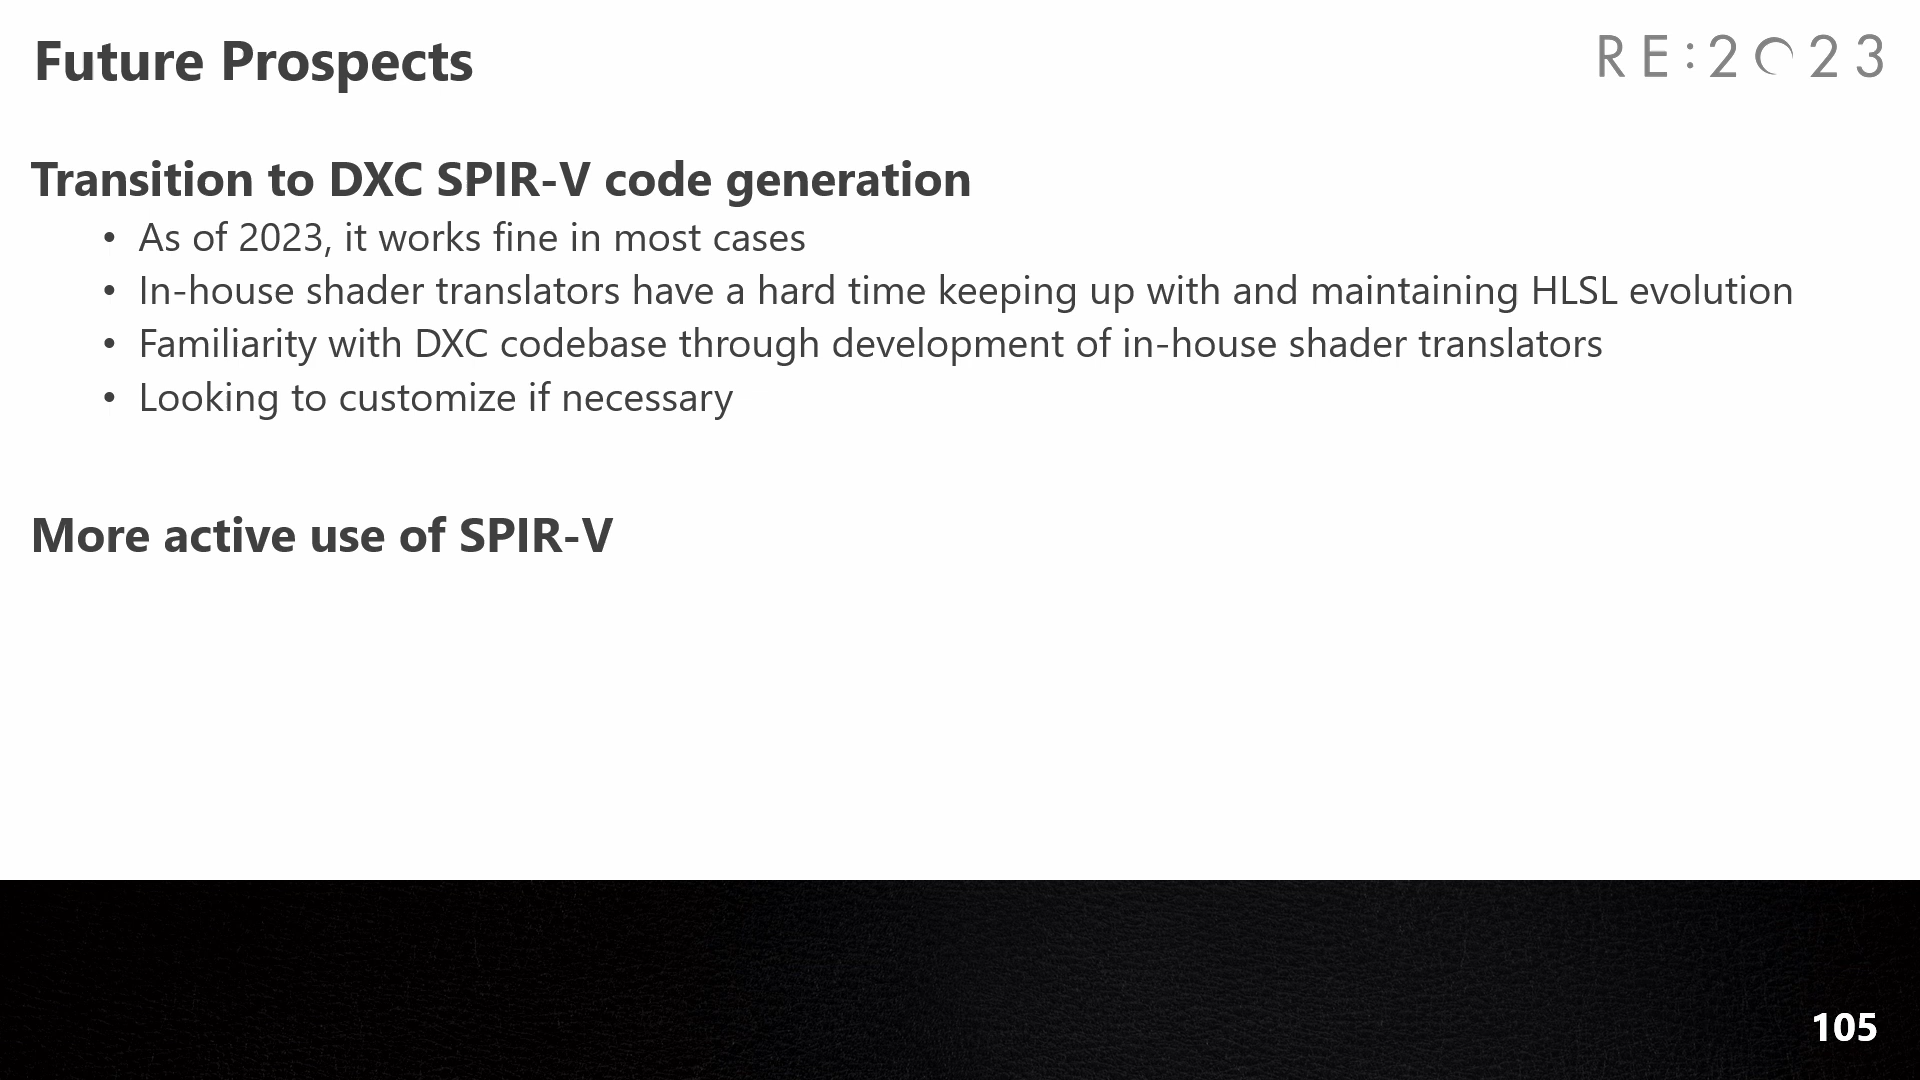 Future Prospects
RE:2023
Transition to DXC SPIR-V code generation
• As of 2023, it works fine in most cases
• In-house shader translators have a hard time keeping up with and maintaining HLSL evolution
• Familiarity with DXC codebase through development of in-house shader translators
• Looking to customize if necessary
More active use of SPIR-V
105